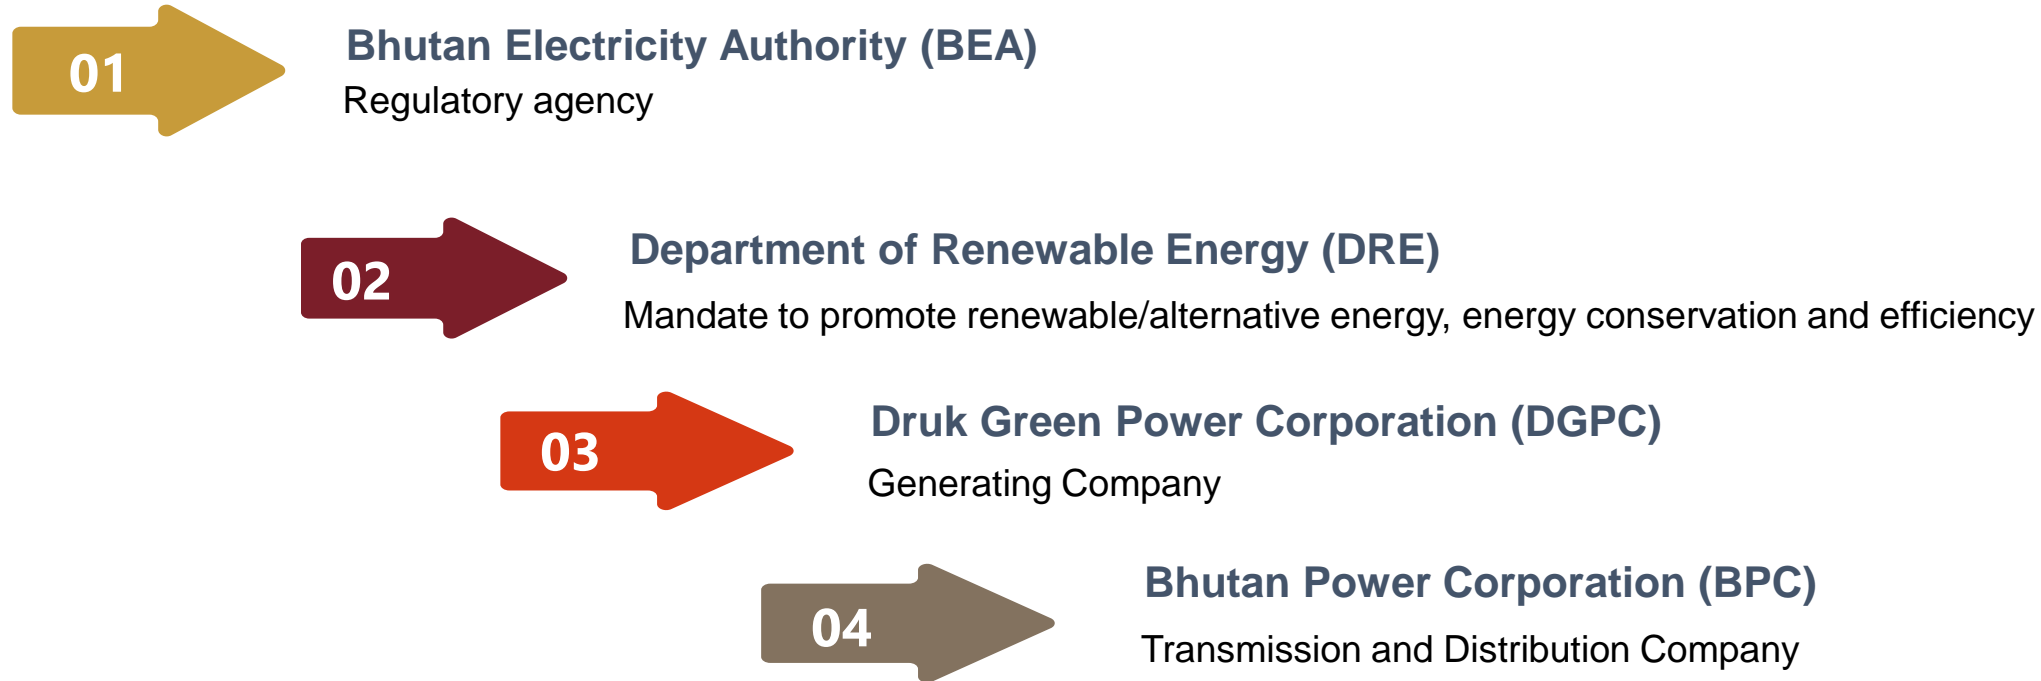 01
Bhutan Electricity Authority (BEA)
Regulatory agency
02
Department of Renewable Energy (DRE)
Mandate to promote renewable/alternative energy, energy conservation and efficiency
03
Druk Green Power Corporation (DGPC)
Generating Company
04
Bhutan Power Corporation (BPC)
Transmission and Distribution Company